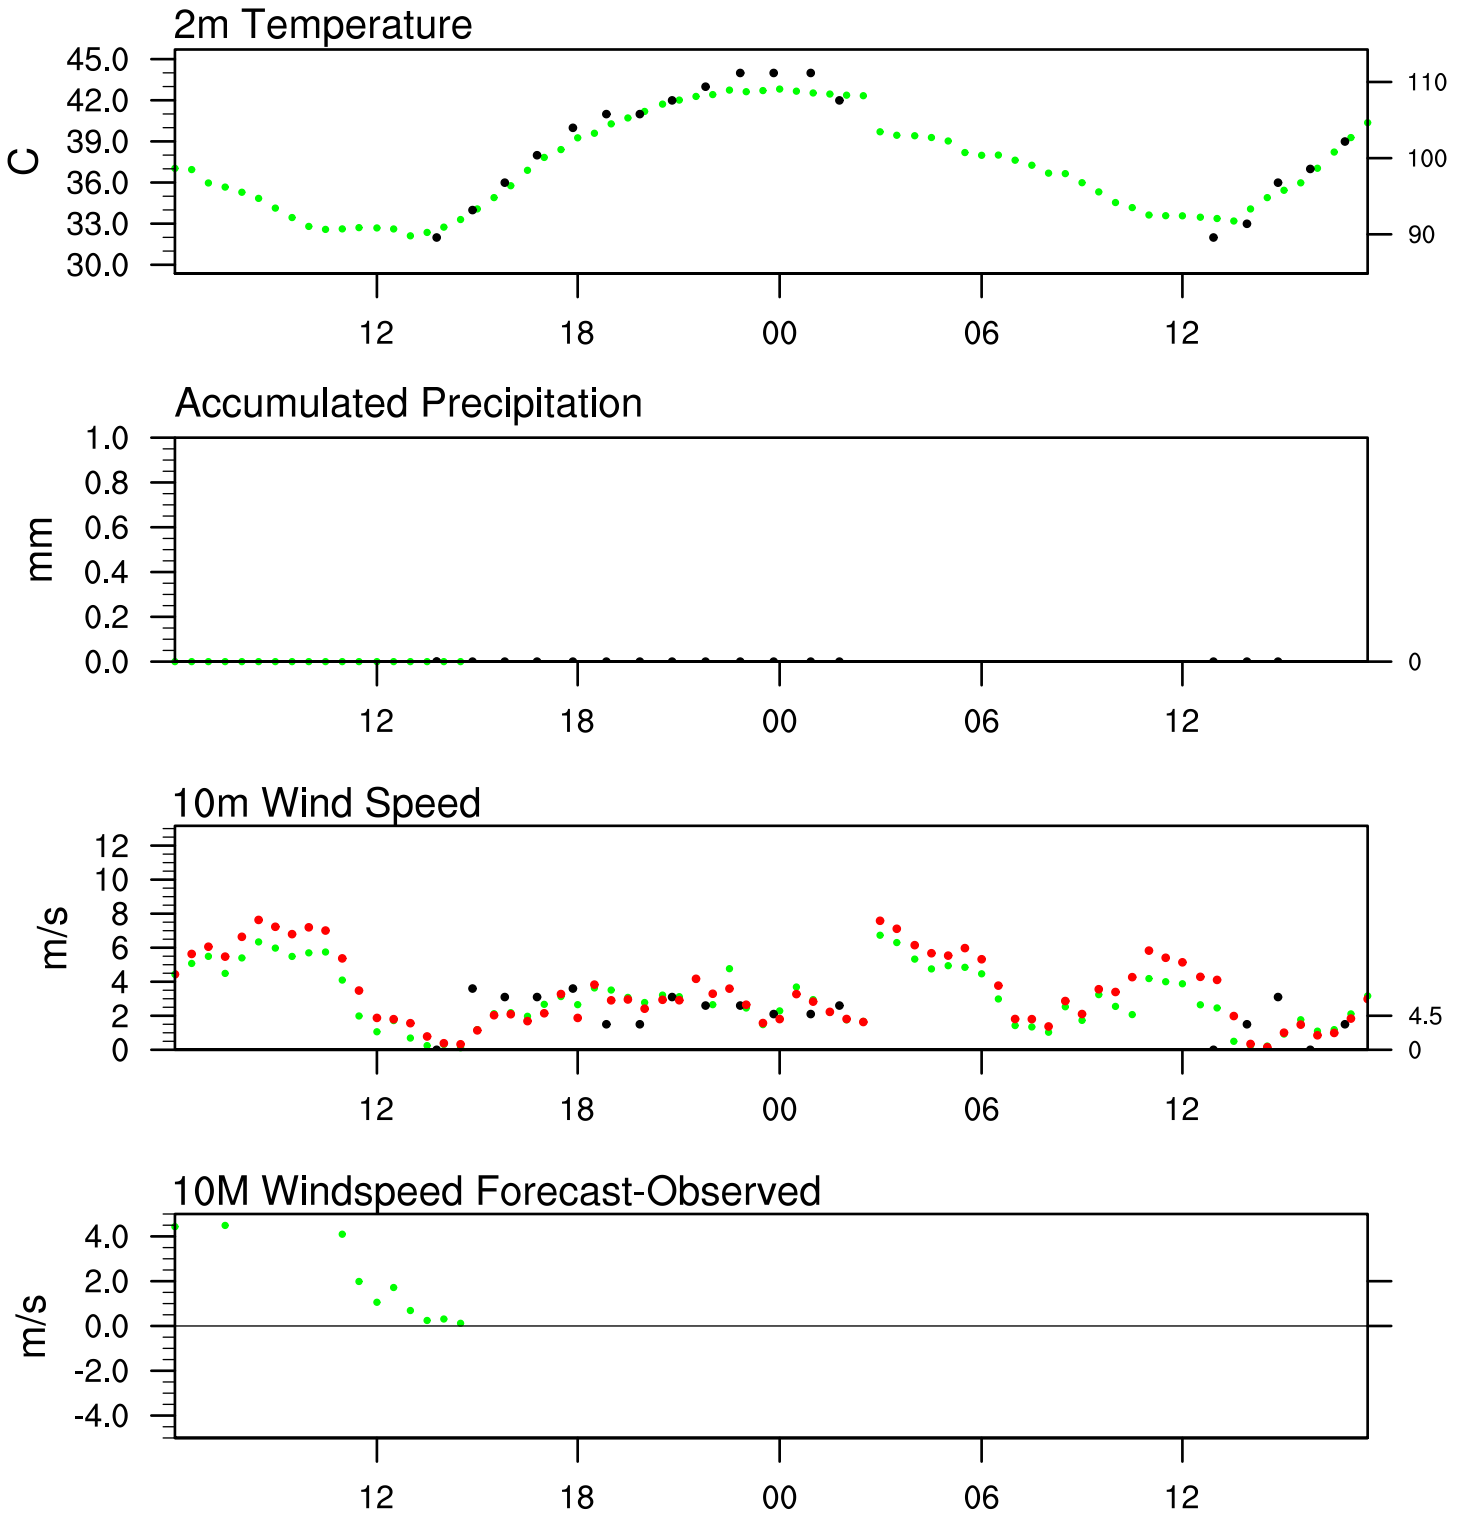 2m Temperature
45.0
42.0
39.0
36.0
33.0
30.0
C
110
100
90
12 18 00 06 12
Accumulated Precipitation
1.0
0.8
0.6
0.4
0.2
0.0
mm
0
12 18 00 06 12
10m Wind Speed
12
10
8
6
4
2
0
m/s
4.5
0
12 18 00 06 12
10M Windspeed Forecast-Observed
4.0
2.0
0.0
-2.0
-4.0
m/s
12 18 00 06 12